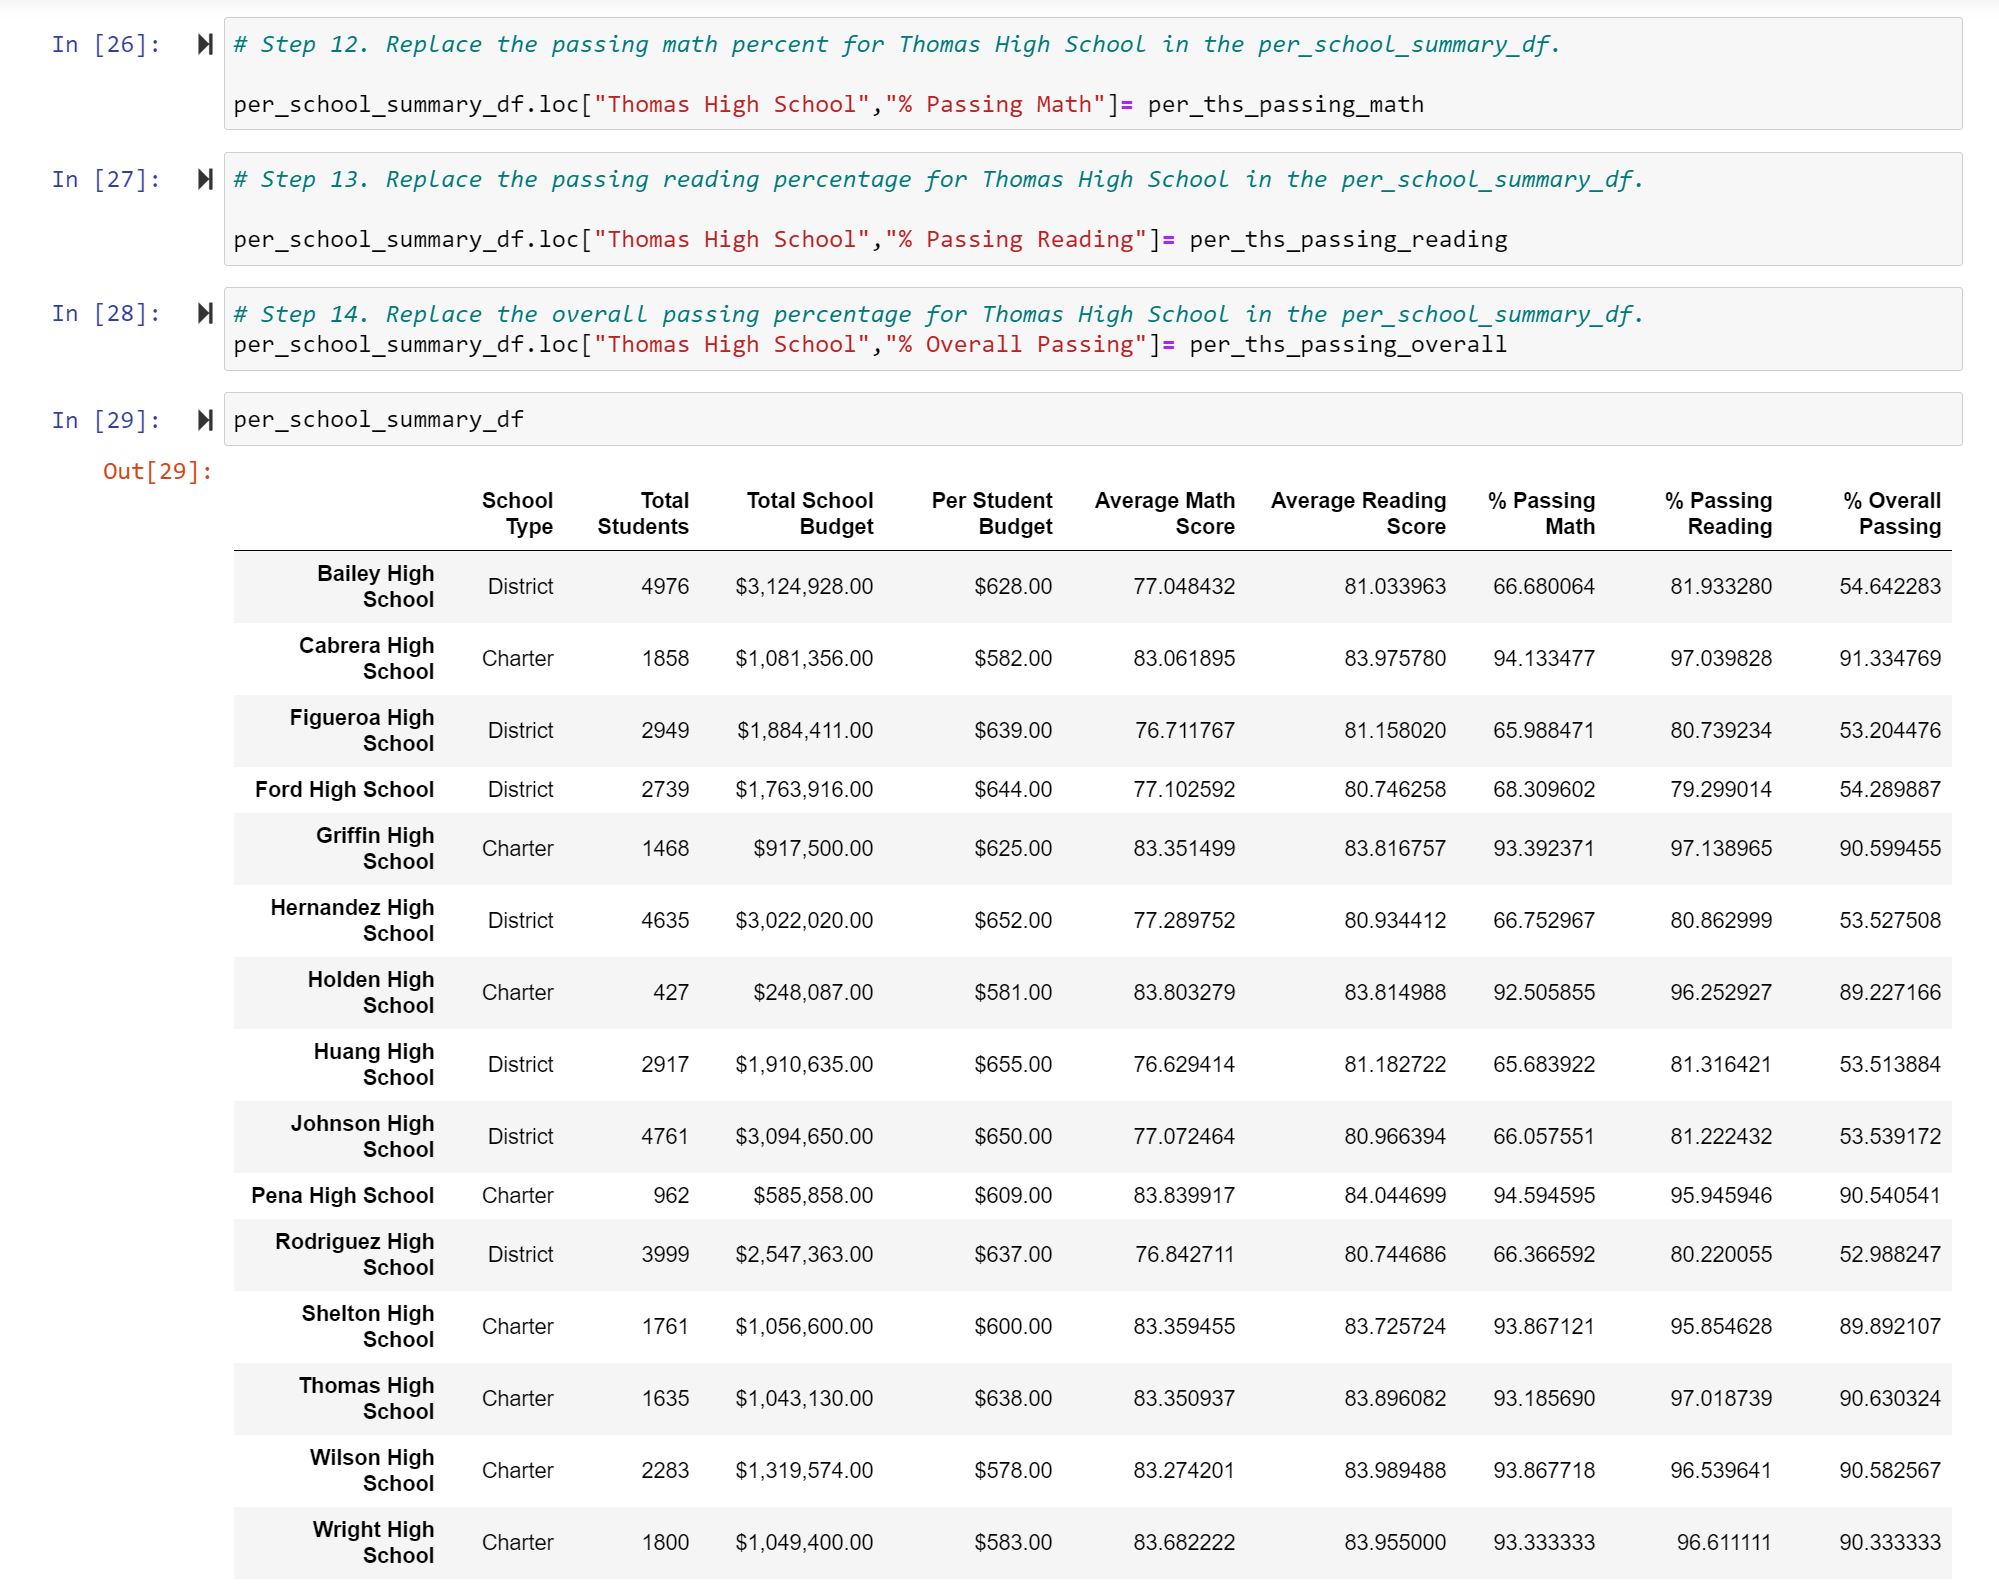 In [26]: # Step 12. Replace the passing math percent for Thomas High School in the per_school_summary_df.
per_school_summary_df.loc["Thomas High School","% Passing Math"]= per_ths_passing_math
In [27]: # Step 13. Replace the passing reading percentage for Thomas High School in the per_school_summary_df.
per_school_summary_df.loc["Thomas High School","% Passing Reading"]= per_ths_passing_reading
In [28]: # Step 14. Replace the overall passing percentage for Thomas High School in the per_school_summary_df.
per_school_summary_df.loc["Thomas High School","% Overall Passing"]= per_ths_passing_overall
In [29]: per_school_summary_df
Out[29]:
School Total Total School Per Student Average Math Average Reading % Passing % Passing % Overall
Type Students Budget Budget Score Score Math Reading Passing
Bailey High
School District 4976 $3,124,928.00 $628.00 77.048432 81.033963 66.680064 81.933280 54.642283
Cabrera High
School Charter 1858 $1,081,356.00 $582.00 83.061895 83.975780 94.133477 97.039828 91.334769
Figueroa High
School District 2949 $1,884,411.00 $639.00 76.711767 81.158020 65.988471 80.739234 53.204476
Ford High School District 2739 $1,763,916.00 $644.00 77.102592 80.746258 68.309602 79.299014 54.289887
Griffin High
School Charter 1468 $917,500.00 $625.00 83.351499 83.816757 93.392371 97.138965 90.599455
Hernandez High
School District 4635 $3,022,020.00 $652.00 77.289752 80.934412 66.752967 80.862999 53.527508
Holden High
School Charter 427 $248,087.00 $581.00 83.803279 83.814988 92.505855 96.252927 89.227166
Huang High
School District 2917 $1,910,635.00 $655.00 76.629414 81.182722 65.683922 81.316421 53.513884
Johnson High
School District 4761 $3,094,650.00 $650.00 77.072464 80.966394 66.057551 81.222432 53.539172
Pena High School Charter 962 $585,858.00 $609.00 83.839917 84.044699 94.594595 95.945946 90.540541
Rodriguez High
School District 3999 $2,547,363.00 $637.00 76.842711 80.744686 66.366592 80.220055 52.988247
Shelton High
School Charter 1761 $1,056,600.00 $600.00 83.359455 83.725724 93.867121 95.854628 89.892107
Thomas High
School Charter 1635 $1,043,130.00 $638.00 83.350937 83.896082 93.185690 97.018739 90.630324
Wilson High
School Charter 2283 $1,319,574.00 $578.00 83.274201 83.989488 93.867718 96.539641 90.582567
Wright High
School Charter 1800 $1,049,400.00 $583.00 83.682222 83.955000 93.333333 96.611111 90.333333